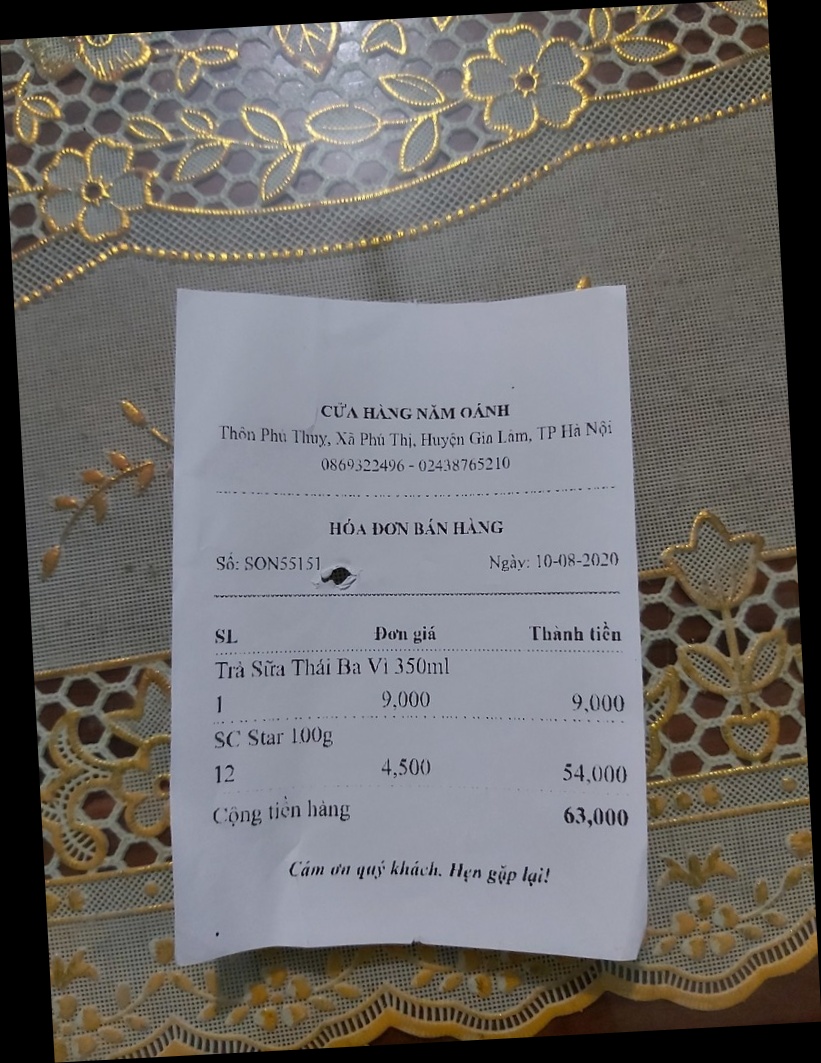 CỬA HÀNG NĂM OÁNH
Thôn Phú Thuỵ, Xã Phú Thị, Huyện Gia Lâm, TP Hà Nội
0869322496 - 02438765210
HÓA ĐƠN BÁN HÀNG
Số: SON55151 Ngày: 10-08-2020
SL Đơn giá Thành tiền
Trà Sữa Thái Ba Vì 350ml
1 9,000 9,000
SC Star 100g
12 4,500 54,000
Cộng tiền hàng 63,000
Cám ơn quý khách. Hẹn gặp lại!